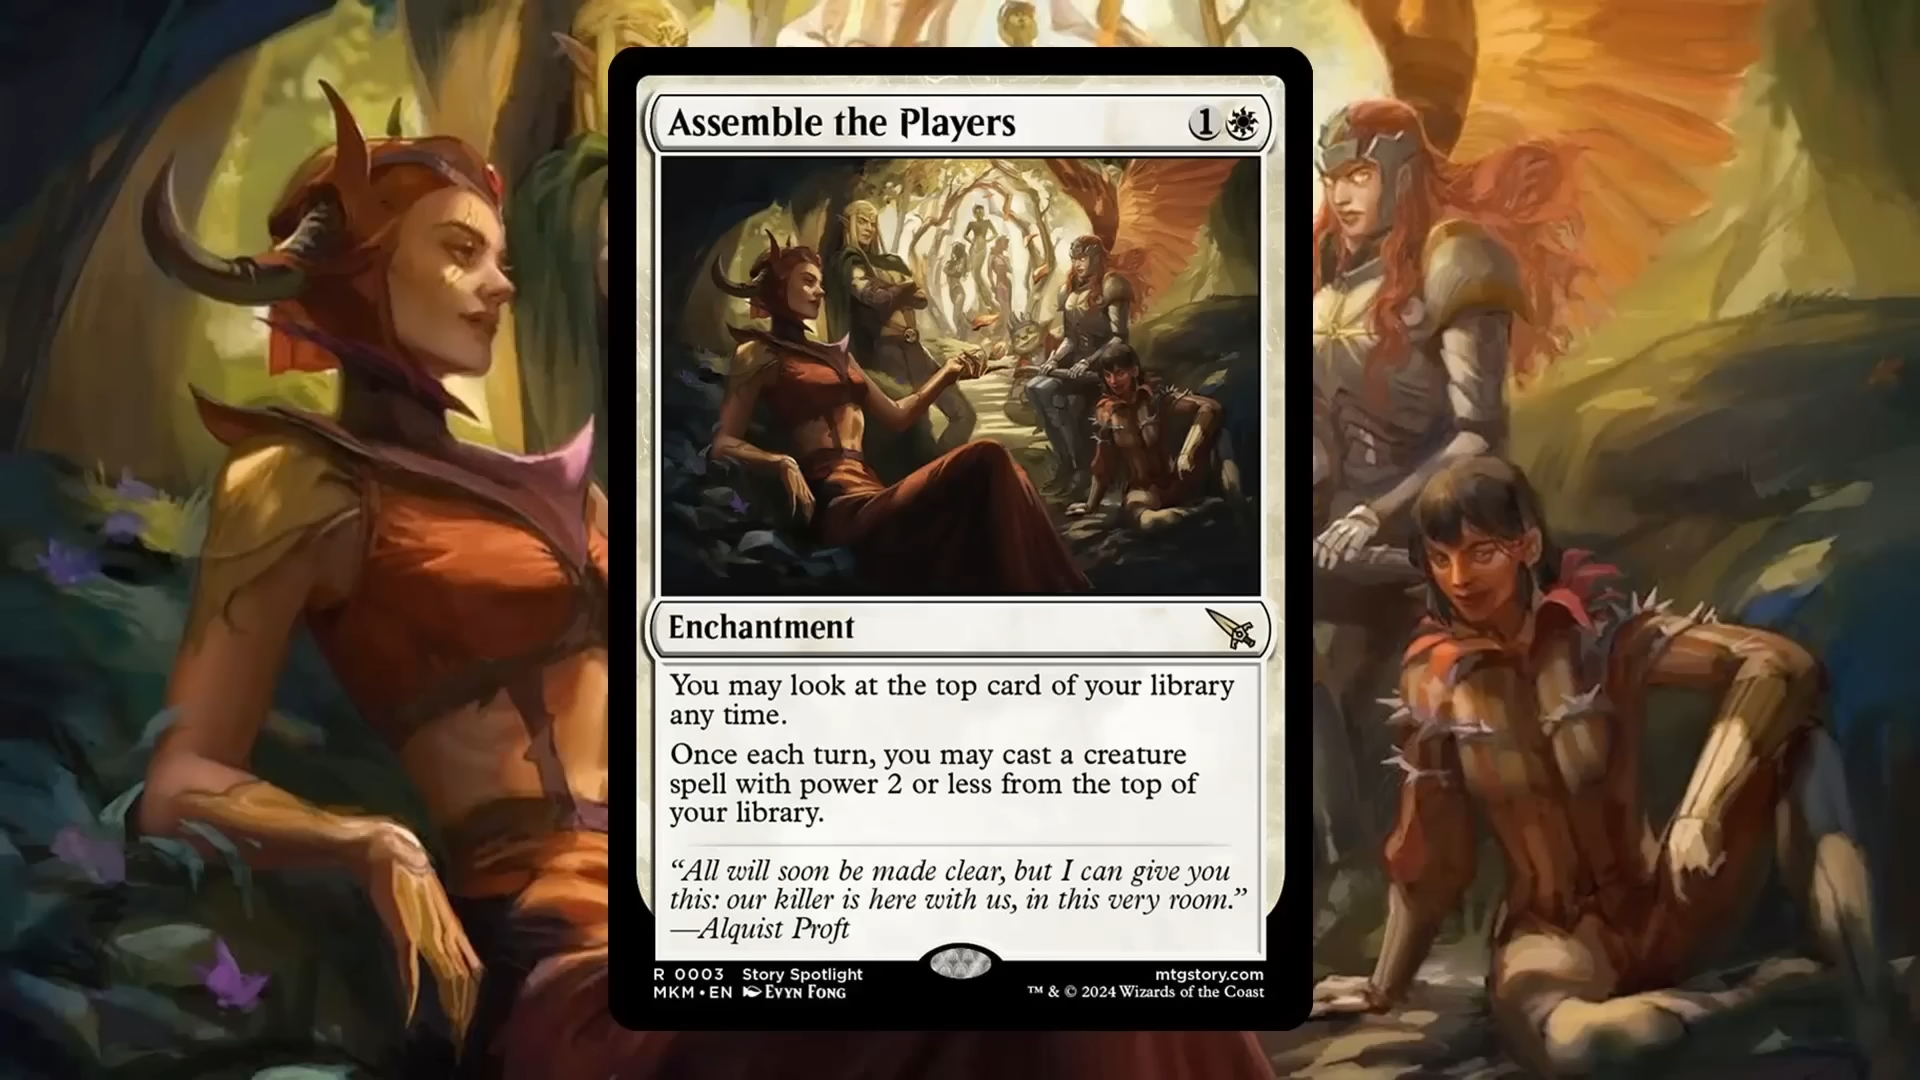 Assemble the Players 1
Enchantment
You may look at the top card of your library
any time.
Once each turn, you may cast a creature
spell with power 2 or less from the top of
your library.
“All will soon be made clear, but I can give you
this: our killer is here with us, in this very room.”
—Alquist Proft
R 0003 Story Spotlight mtgstory.com
MKM • EN Evyn Fong ™ & © 2024 Wizards of the Coast